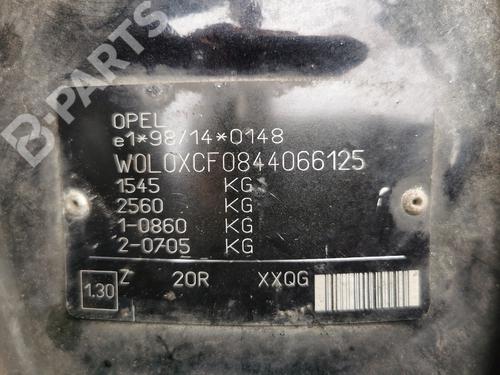 B-PARTS
B-PARTS
OPEL
e1*98/14*0148
W0L0XCF0844066125
1545 KG
2560 KG
1-0860 KG
2-0705 KG
1.30 Z 20R XXQG